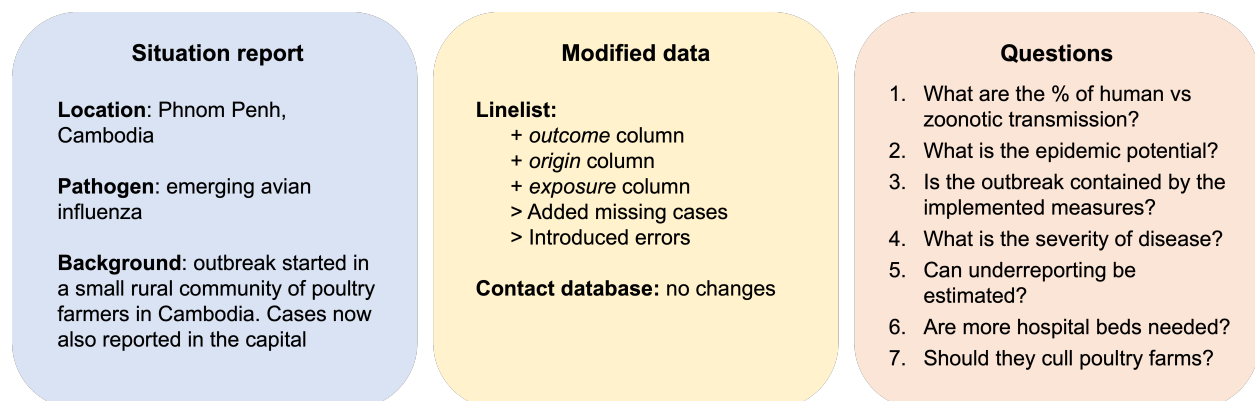 Situation report
Location: Phnom Penh,
Cambodia
Pathogen: emerging avian
influenza
Background: outbreak started in
a small rural community of poultry
farmers in Cambodia. Cases now
also reported in the capital
Modified data
Linelist:
+ outcome column
+ origin column
+ exposure column
> Added missing cases
> Introduced errors
Contact database: no changes
Questions
1. What are the % of human vs
zoonotic transmission?
2. What is the epidemic potential?
3. Is the outbreak contained by the
implemented measures?
4. What is the severity of disease?
5. Can underreporting be
estimated?
6. Are more hospital beds needed?
7. Should they cull poultry farms?